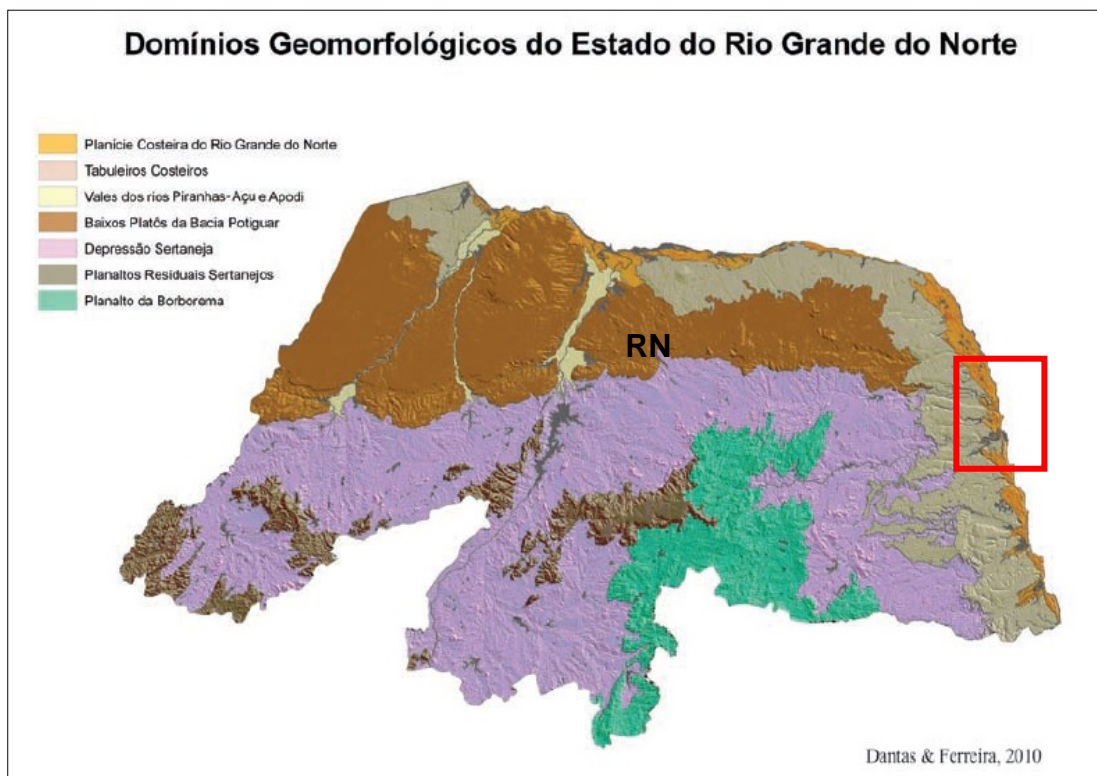 Domínios Geomorfológicos do Estado do Rio Grande do Norte
Planície Costeira do Rio Grande do Norte
Tabuleiros Costeiros
Vales dos rios Piranhas-Açu e Apodi
Baixos Platôs da Bacia Potiguar
Depressão Sertaneja
Planaltos Residuais Sertanejos
Planalto da Borborema
RN
Dantas & Ferreira, 2010